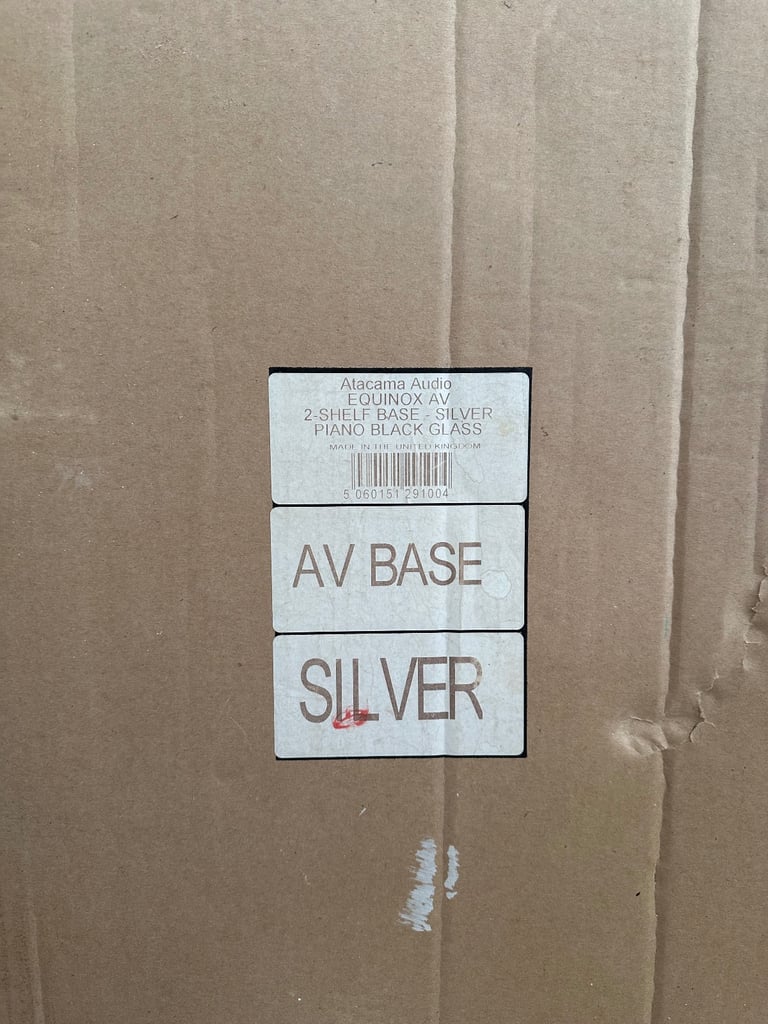 Atacama Audio
EQUINOX AV
2-SHELF BASE - SILVER
PIANO BLACK GLASS
MADE IN THE UNITED KINGDOM
5 060151 291004
AV BASE
SILVER